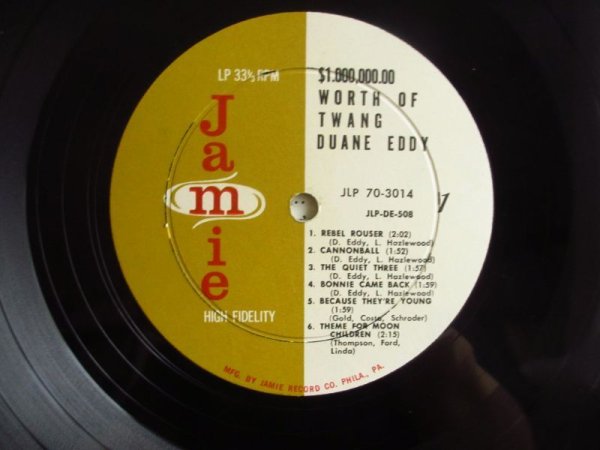 LP 33⅓ RPM
Jamie
HIGH FIDELITY
$1,000,000.00
WORTH OF
TWANG
DUANE EDDY
JLP 70-3014
1
JLP-DE-508
1. REBEL ROUSER (2:02)
(D. Eddy, L. Hazlewood)
2. CANNONBALL (1:52)
(D. Eddy, L. Hazlewood)
3. THE QUIET THREE (1:57)
(D. Eddy, L. Hazlewood)
4. BONNIE CAME BACK (1:59)
(D. Eddy, L. Hazlewood)
5. BECAUSE THEY'RE YOUNG
(1:59)
(Gold, Costa, Schroder)
6. THEME FOR MOON
CHILDREN (2:15)
(Thompson, Ford,
Linda)
MFG. BY JAMIE RECORD CO. PHILA., PA.